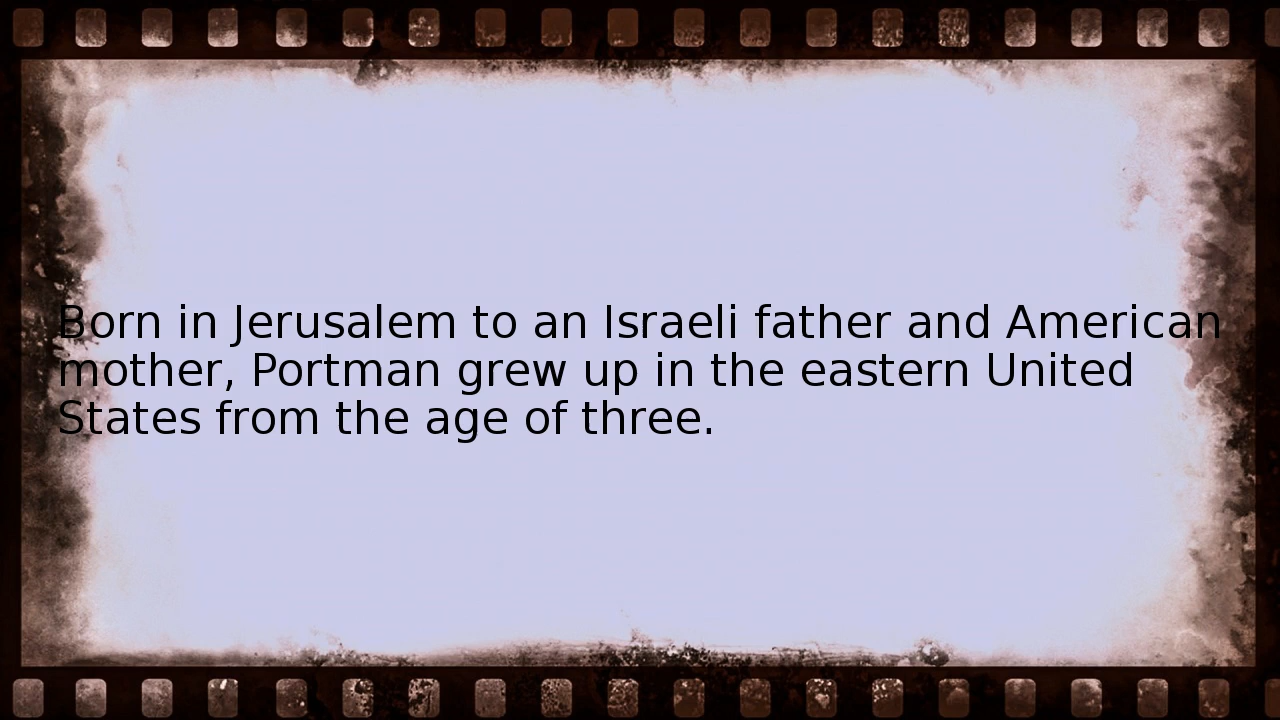 Born in Jerusalem to an Israeli father and American
mother, Portman grew up in the eastern United
States from the age of three.